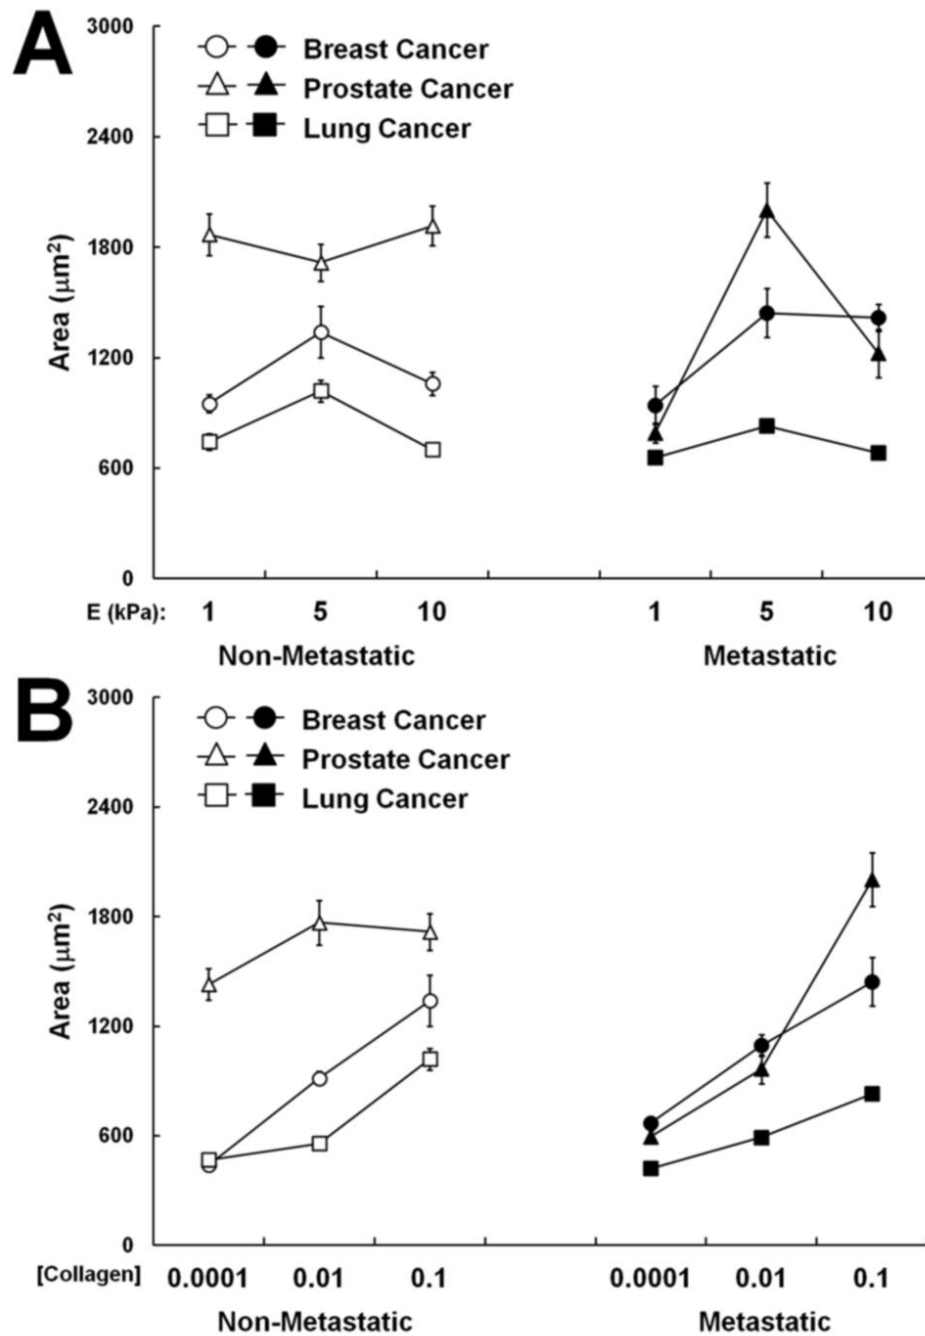 A
3000
2400
1800
1200
600
0
Area (μm²)
Breast Cancer
Prostate Cancer
Lung Cancer
E (kPa): 1 5 10 1 5 10
Non-Metastatic Metastatic
B
3000
2400
1800
1200
600
0
Area (μm²)
Breast Cancer
Prostate Cancer
Lung Cancer
[Collagen] 0.0001 0.01 0.1 0.0001 0.01 0.1
Non-Metastatic Metastatic